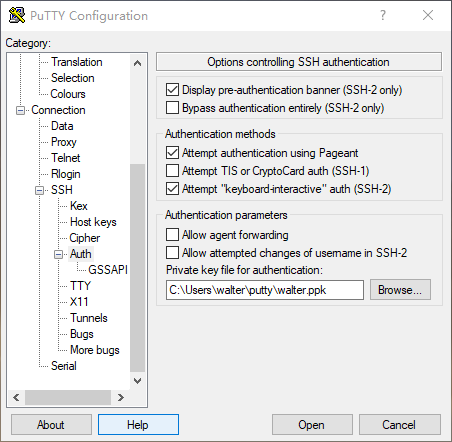 PuTTY Configuration
Category:
Translation
Selection
Colours
Connection
Data
Proxy
Telnet
Rlogin
SSH
Kex
Host keys
Cipher
Auth
GSSAPI
TTY
X11
Tunnels
Bugs
More bugs
Serial
Options controlling SSH authentication
Display pre-authentication banner (SSH-2 only)
Bypass authentication entirely (SSH-2 only)
Authentication methods
Attempt authentication using Pageant
Attempt TIS or CryptoCard auth (SSH-1)
Attempt "keyboard-interactive" auth (SSH-2)
Authentication parameters
Allow agent forwarding
Allow attempted changes of username in SSH-2
Private key file for authentication:
C:\Users\walter\putty\walter.ppk
Browse...
About
Help
Open
Cancel